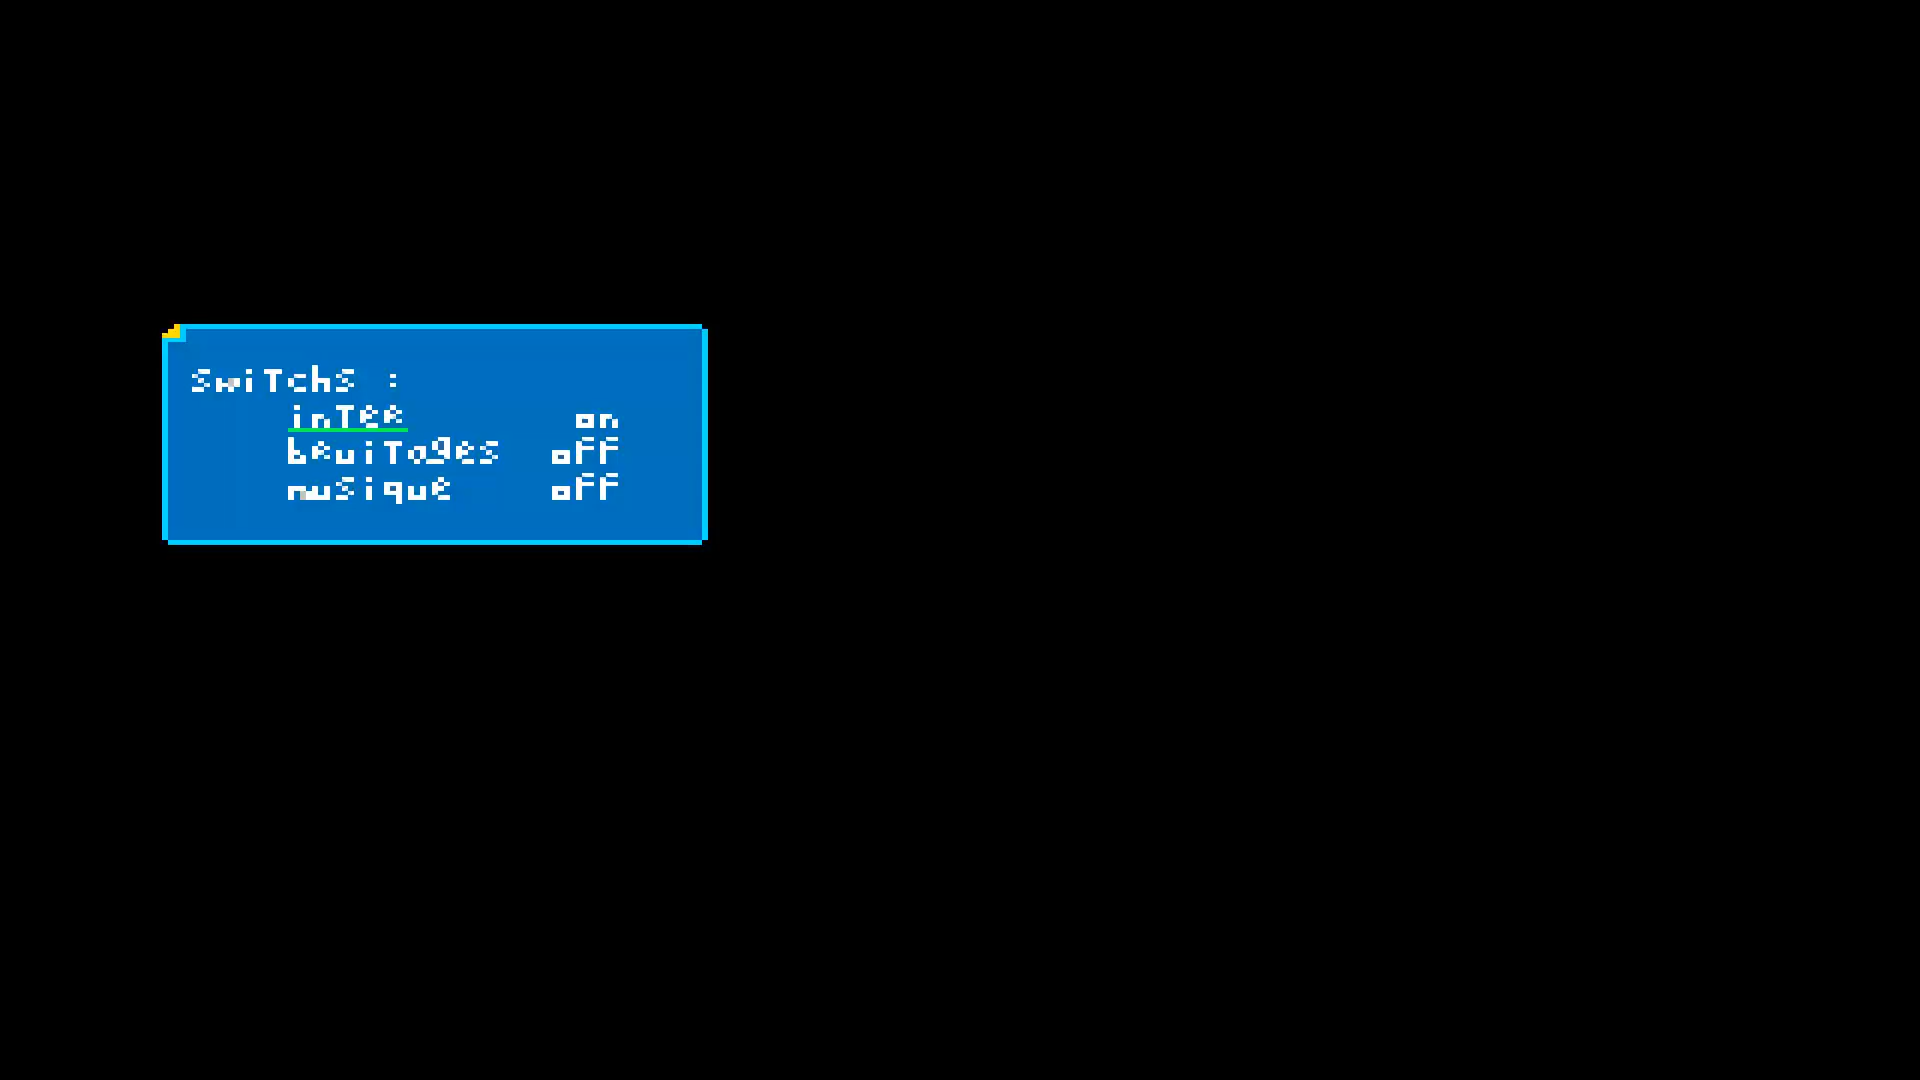 switchs :
inter on
bruitages off
musique off